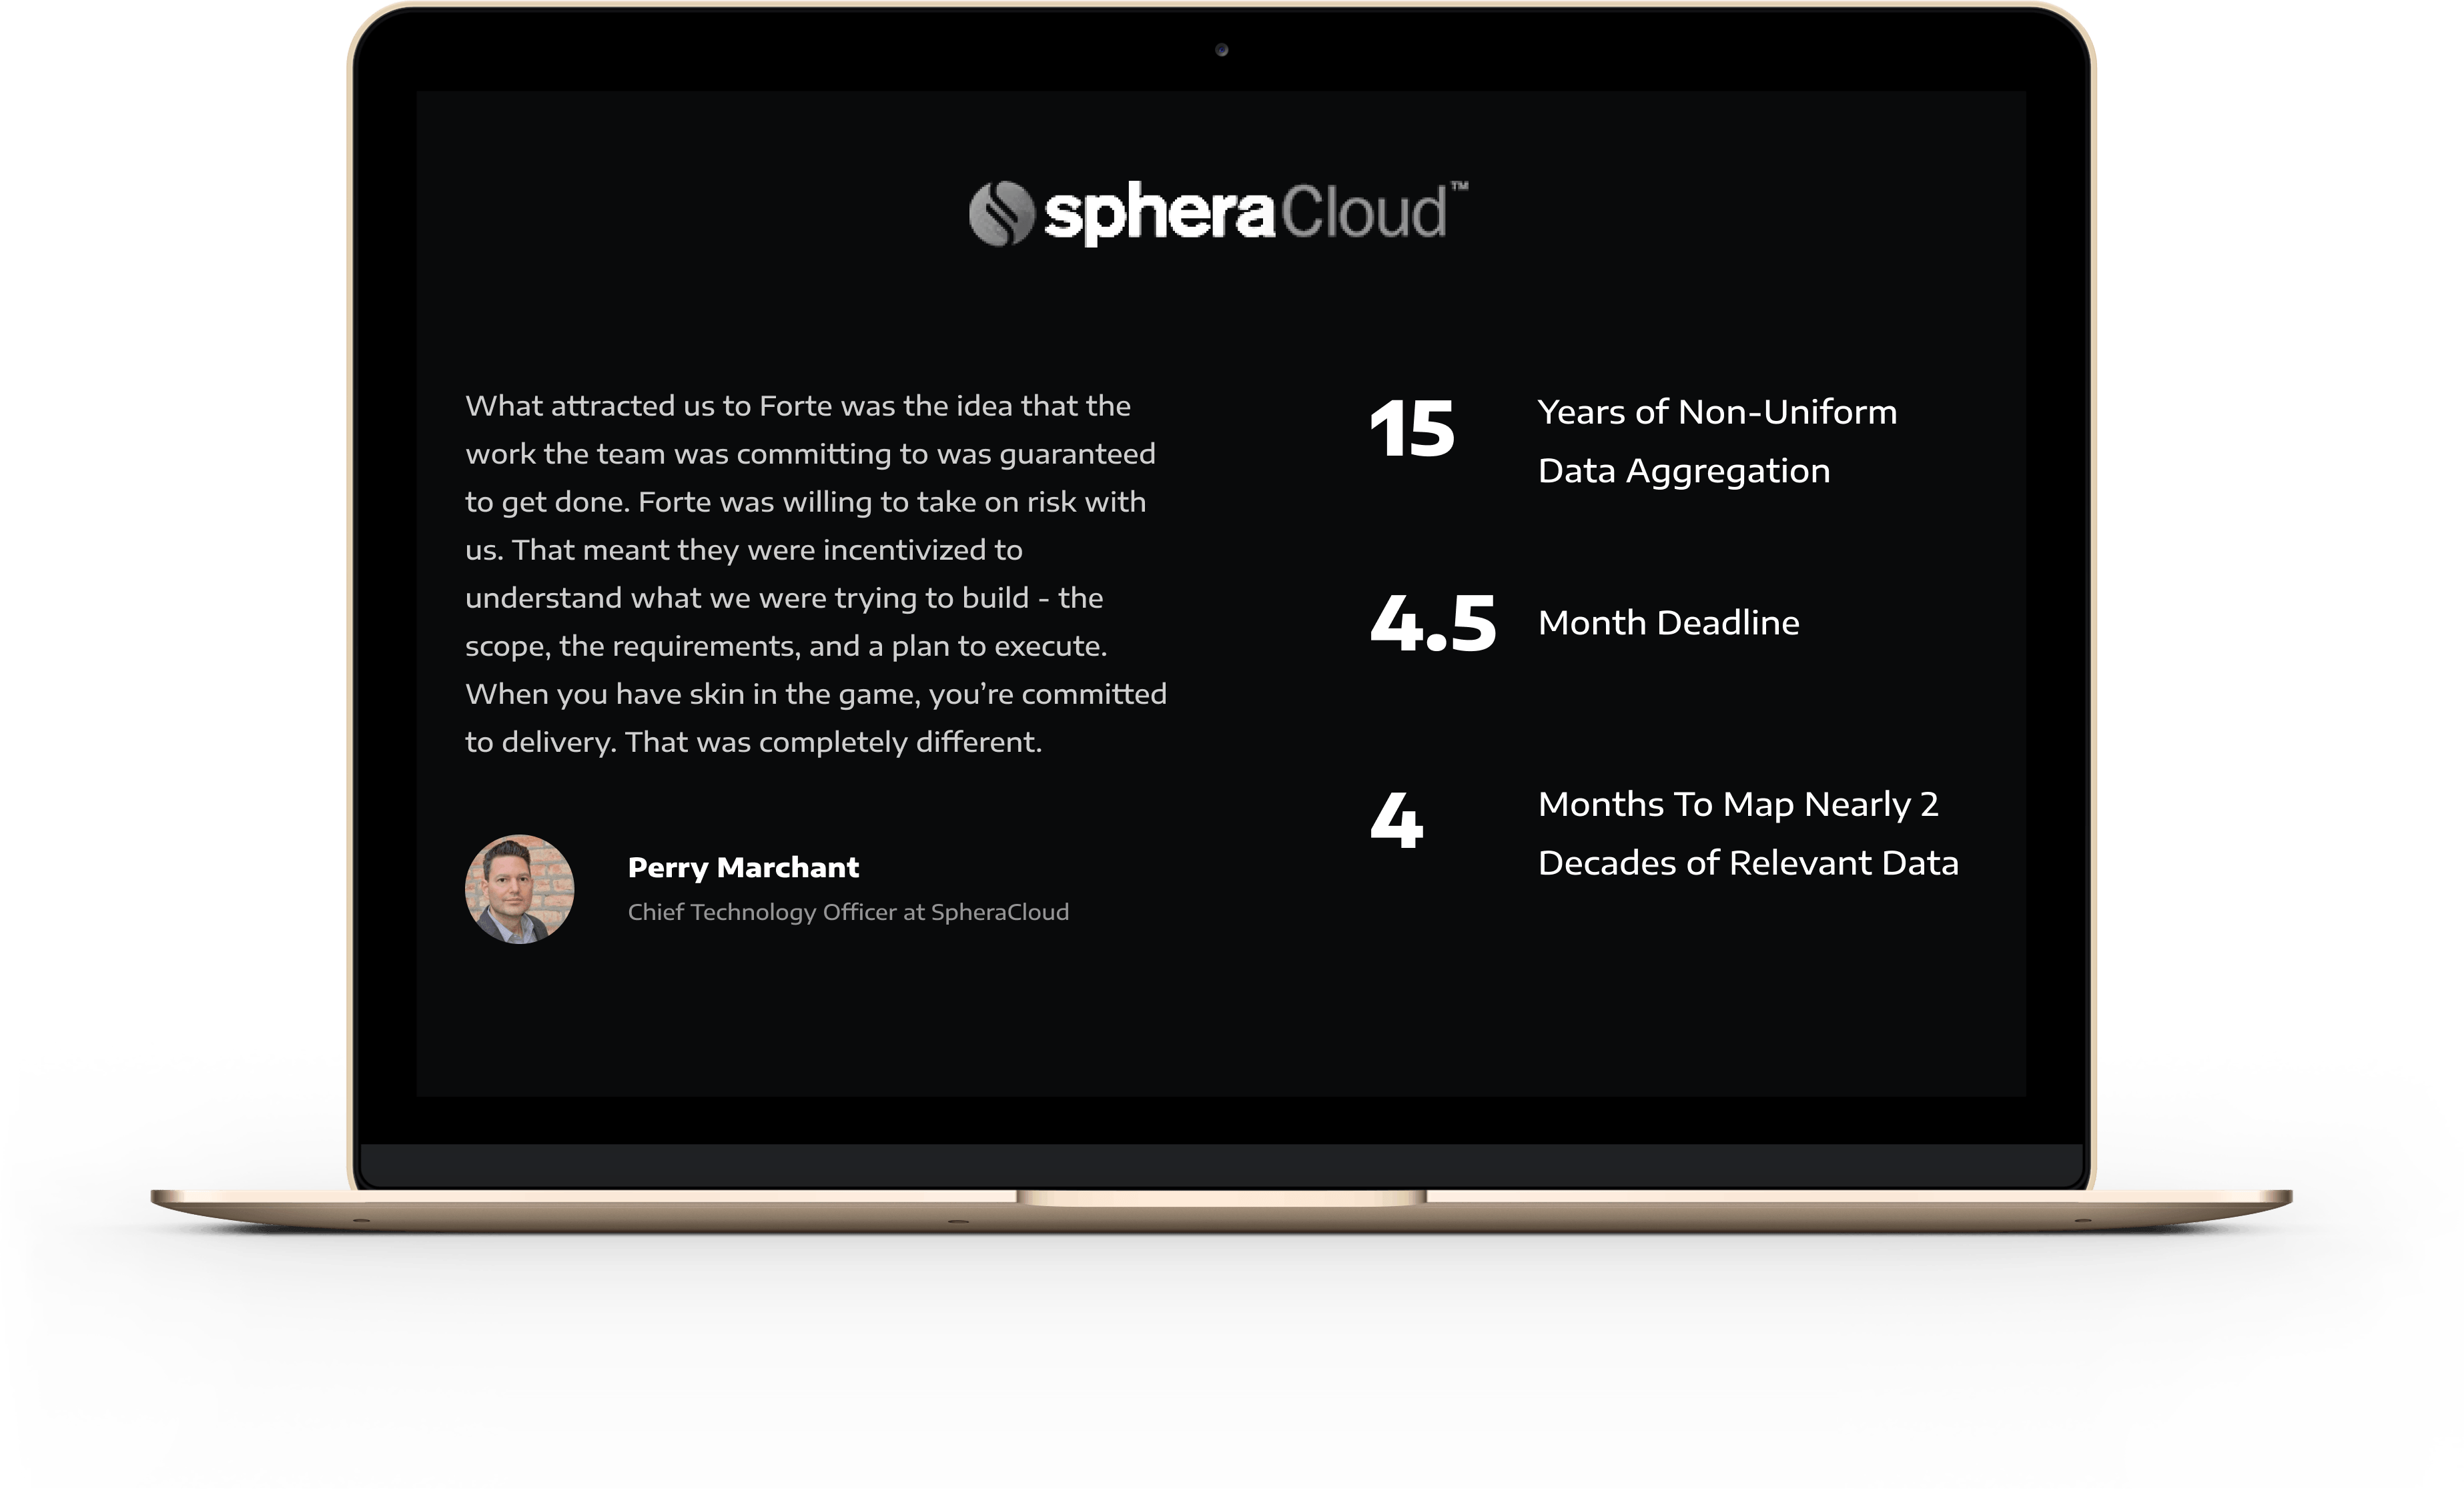 spheraCloud™
What attracted us to Forte was the idea that the
work the team was committing to was guaranteed
to get done. Forte was willing to take on risk with
us. That meant they were incentivized to
understand what we were trying to build - the
scope, the requirements, and a plan to execute.
When you have skin in the game, you’re committed
to delivery. That was completely different.
Perry Marchant
Chief Technology Officer at SpheraCloud
15
Years of Non-Uniform
Data Aggregation
4.5
Month Deadline
4
Months To Map Nearly 2
Decades of Relevant Data